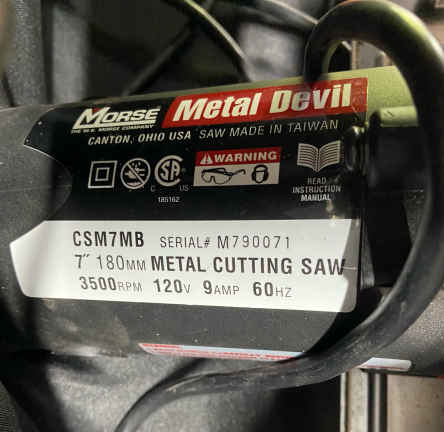 MORSE Metal Devil
THE M.K. MORSE COMPANY
CANTON, OHIO USA SAW MADE IN TAIWAN
WARNING
C SA US
READ
INSTRUCTION
MANUAL
185162
CSM7MB SERIAL# M790071
7" 180MM METAL CUTTING SAW
3500RPM 120V 9AMP 60HZ